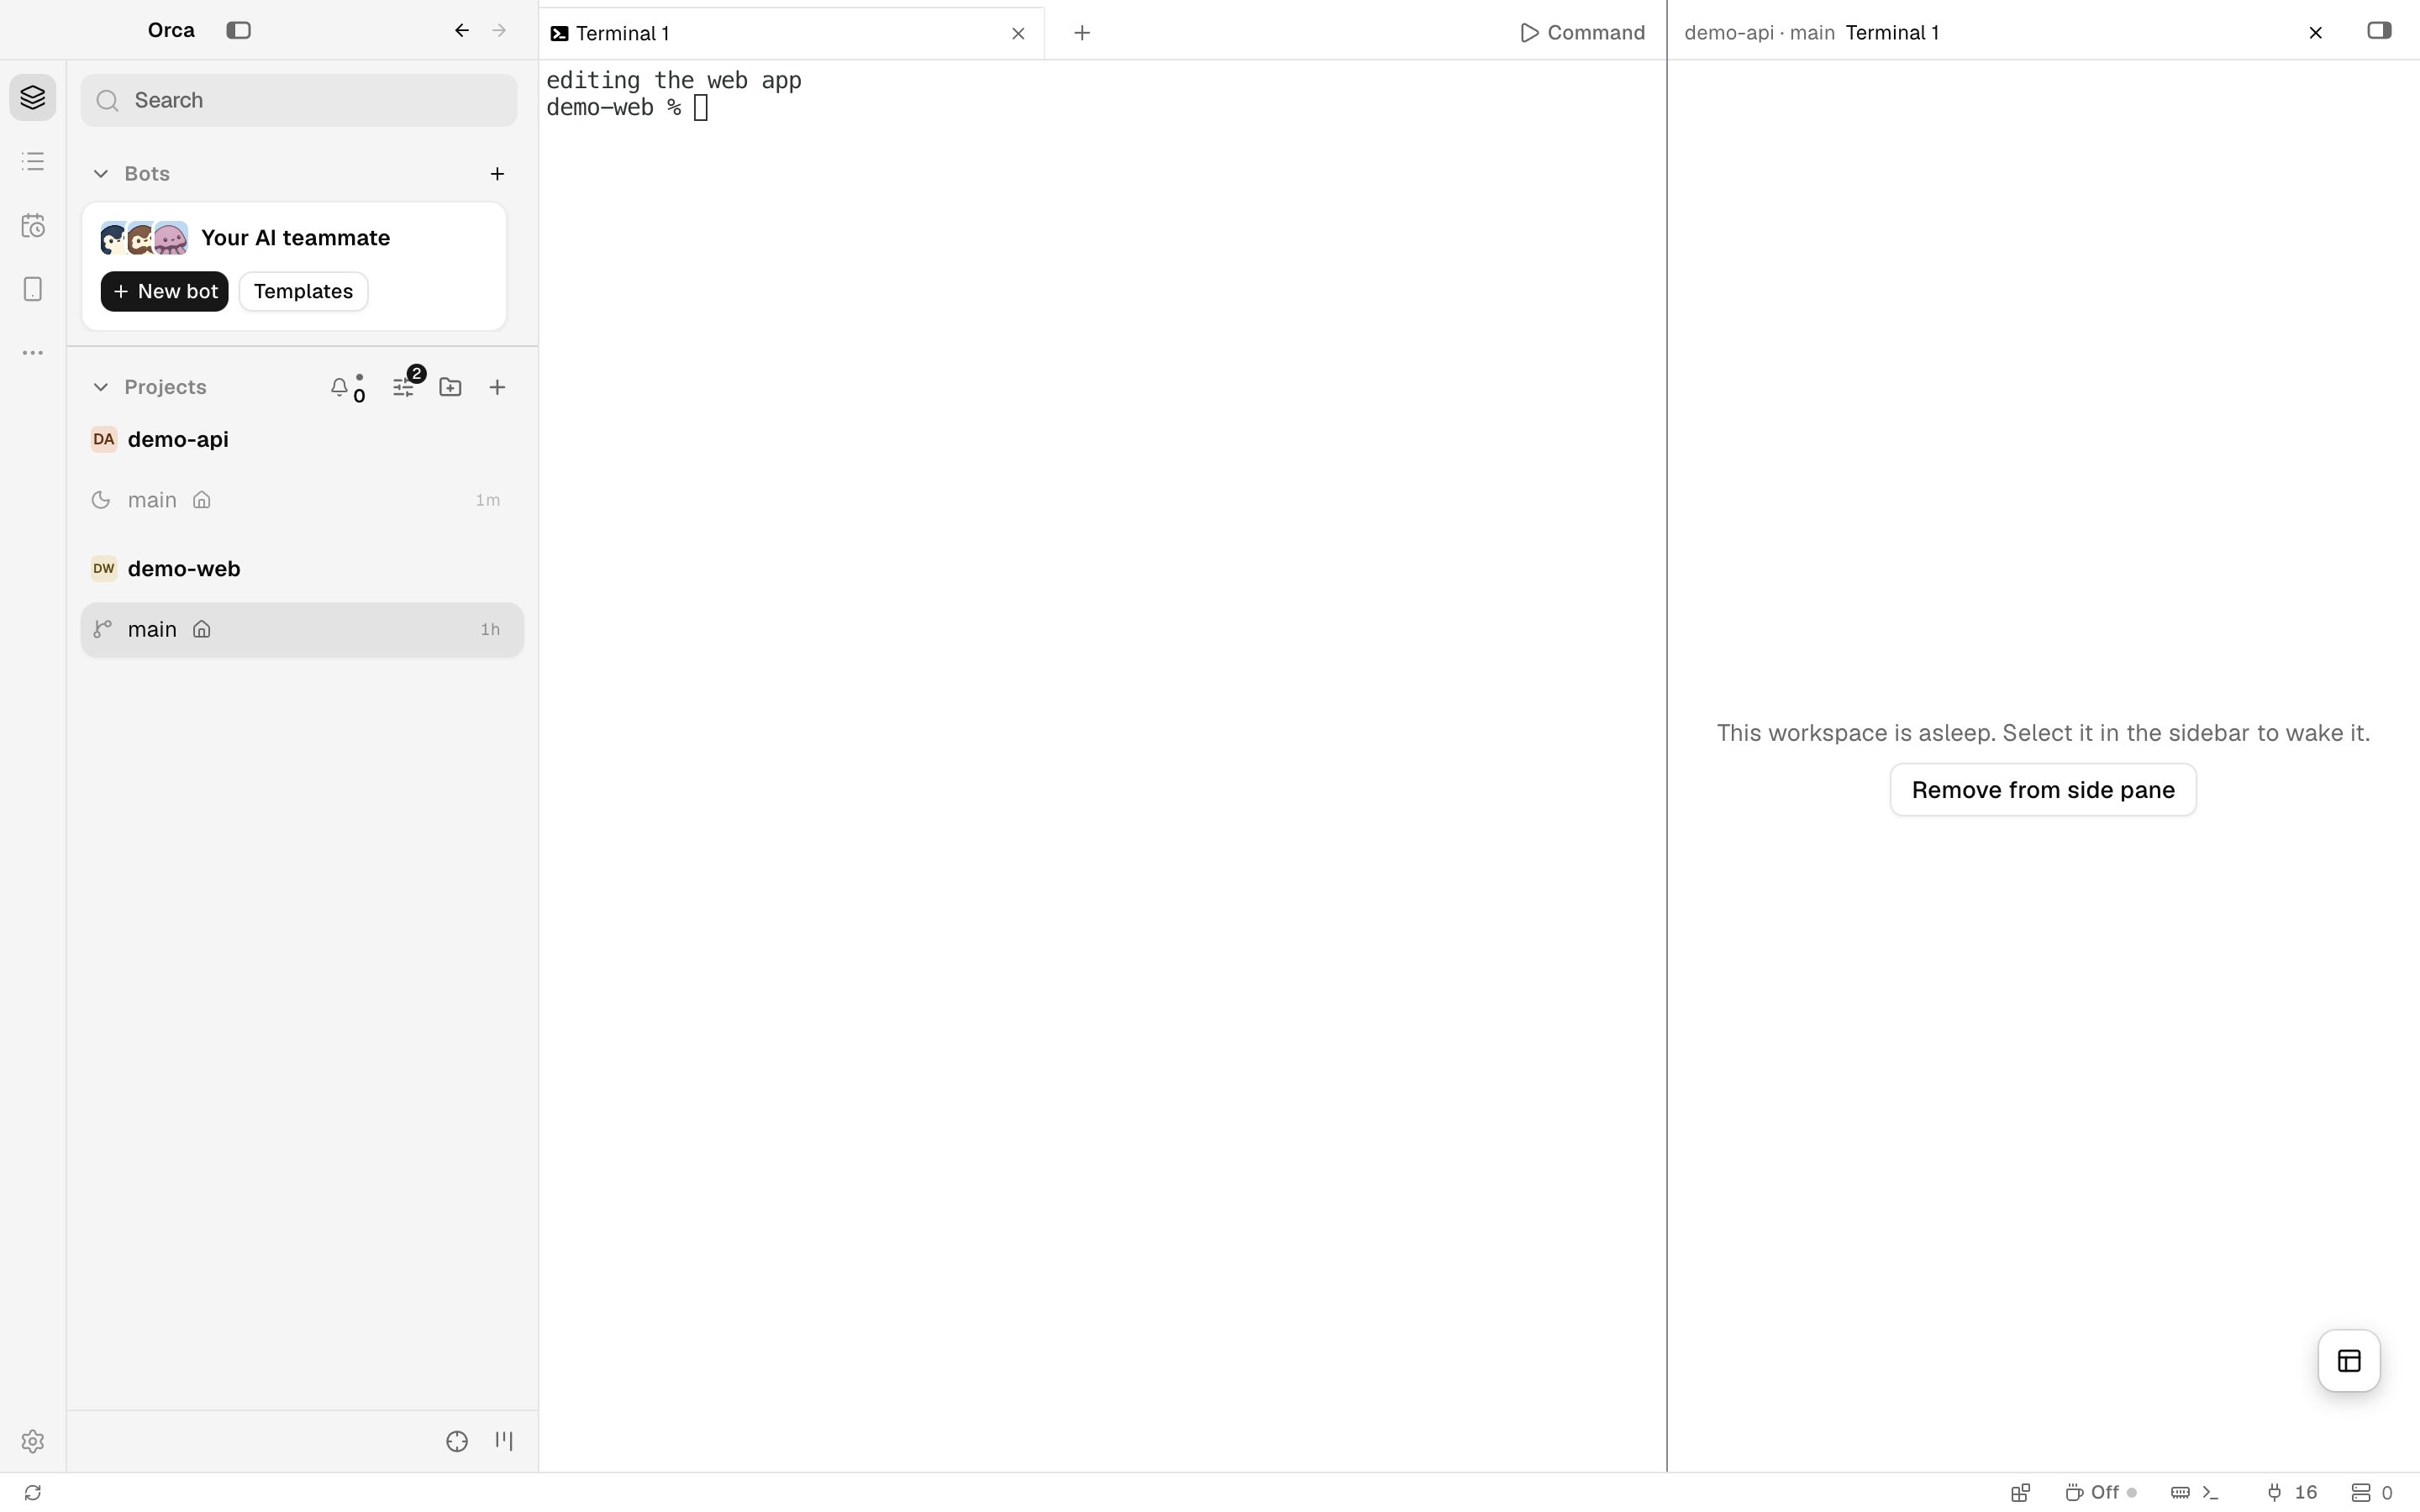 Orca
Terminal 1
Command
demo-api · main Terminal 1
Search
editing the web app
demo-web %
Bots
Your AI teammate
New bot
Templates
Projects
0
2
DA demo-api
main
1m
DW demo-web
main
1h
This workspace is asleep. Select it in the sidebar to wake it.
Remove from side pane
Off
16
0